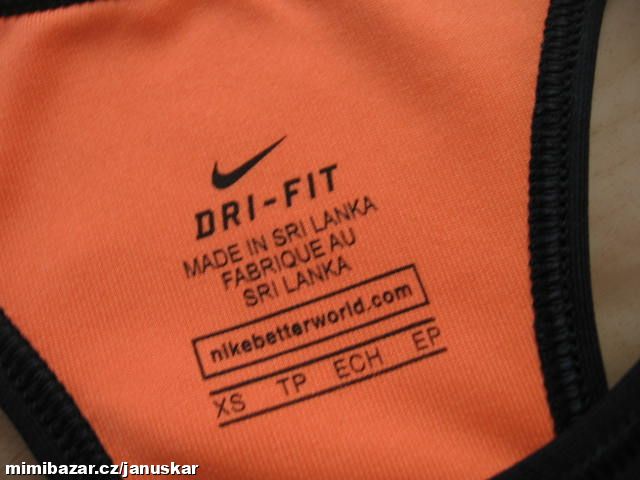 DRI-FIT
MADE IN SRI LANKA
FABRIQUE AU
SRI LANKA
nikebetterworld.com
XS TP ECH EP
mimibazar.cz/januskar